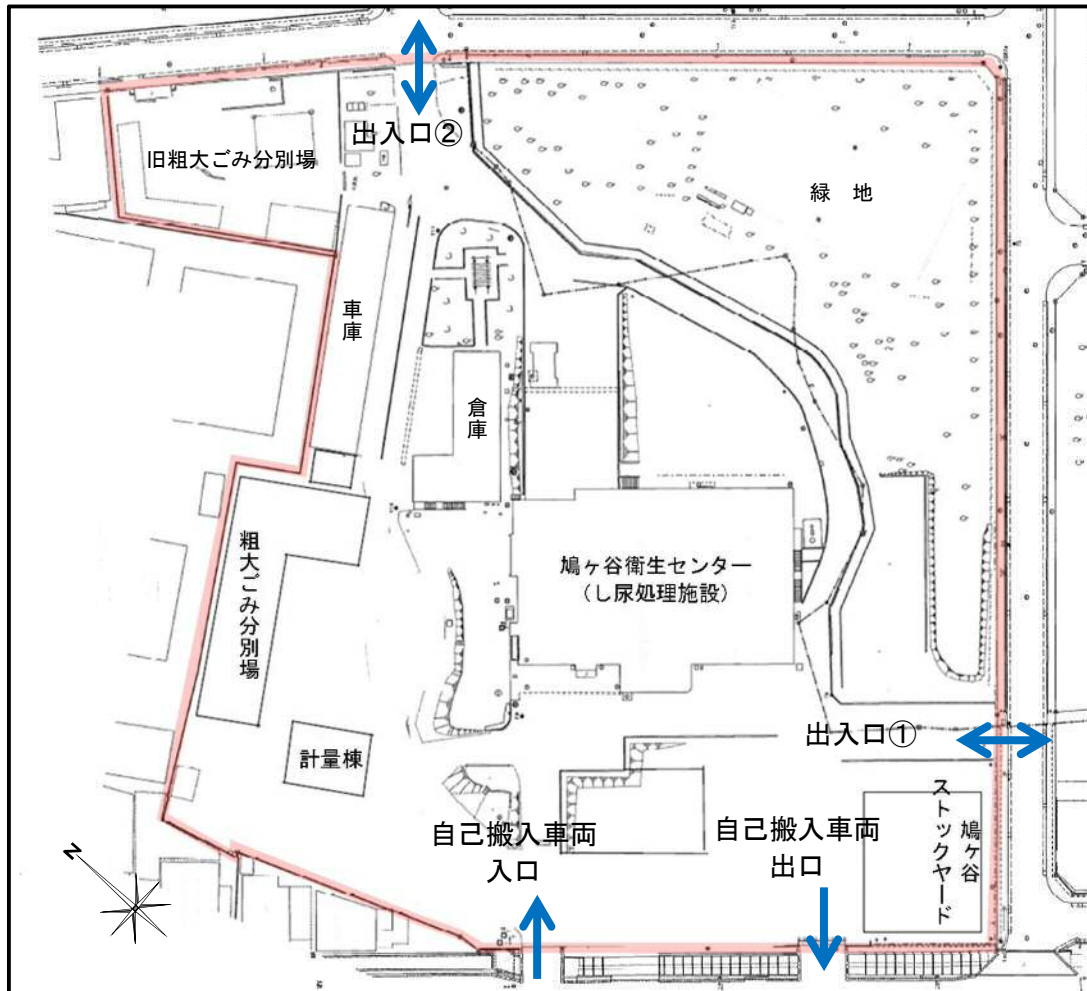 出入口②
旧粗大ごみ分別場
緑　地
車庫
倉庫
鳩ヶ谷衛生センター
（し尿処理施設）
粗大ごみ分別場
出入口①
計量棟
鳩ヶ谷
ストックヤード
自己搬入車両
入口
自己搬入車両
出口
N